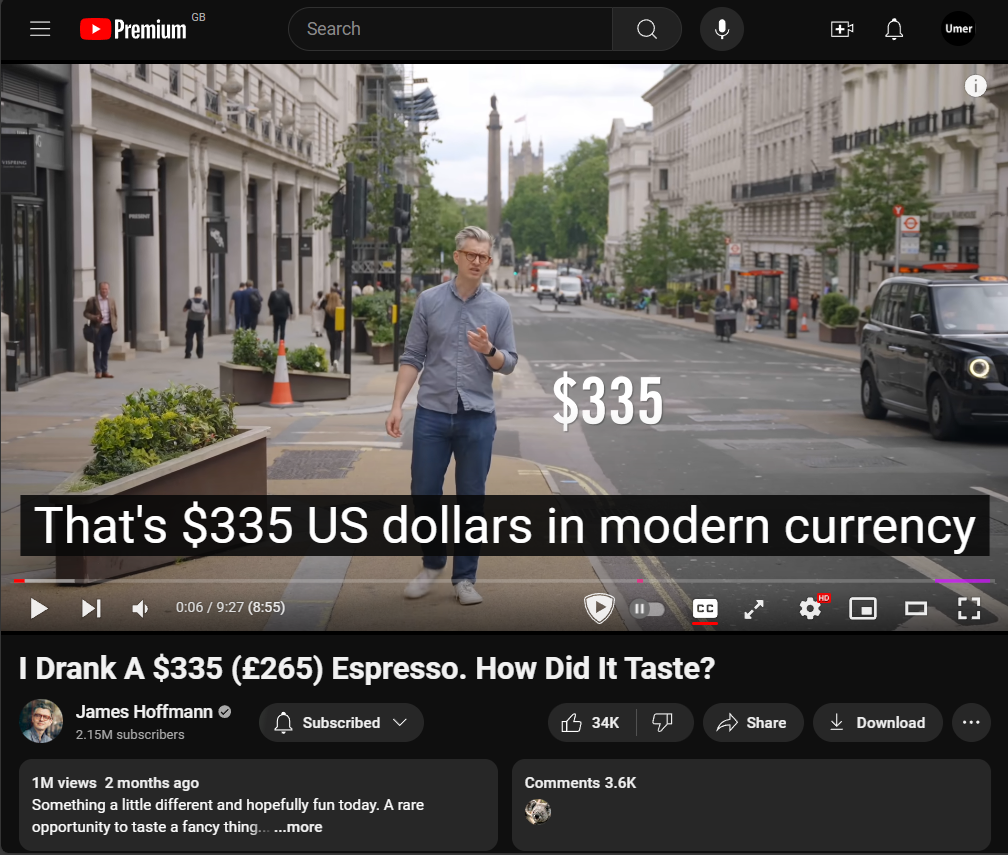 Premium GB
Search
Umer
PRESENT
$335
That's $335 US dollars in modern currency
0:06 / 9:27 (8:55)
CC
HD
I Drank A $335 (£265) Espresso. How Did It Taste?
James Hoffmann
2.15M subscribers
Subscribed
34K
Share
Download
1M views 2 months ago
Something a little different and hopefully fun today. A rare
opportunity to taste a fancy thing... ...more
Comments 3.6K